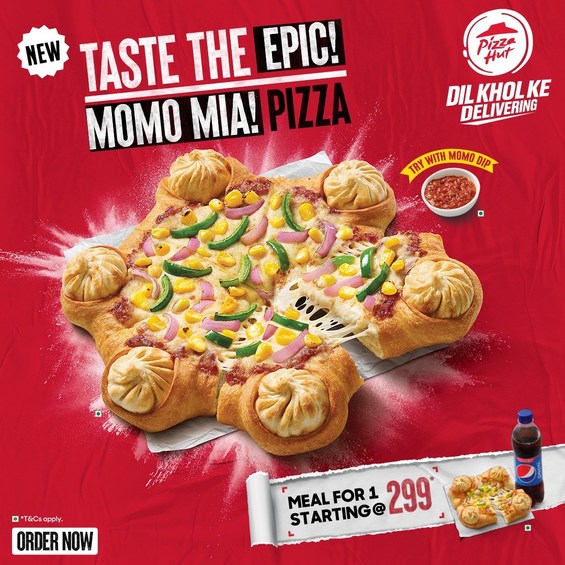 NEW
TASTE THE EPIC!
MOMO MIA! PIZZA
Pizza
Hut
DIL KHOL KE
DELIVERING
TRY WITH MOMO DIP
MEAL FOR 1
STARTING@ 299*
pepsi
*T&Cs apply.
ORDER NOW